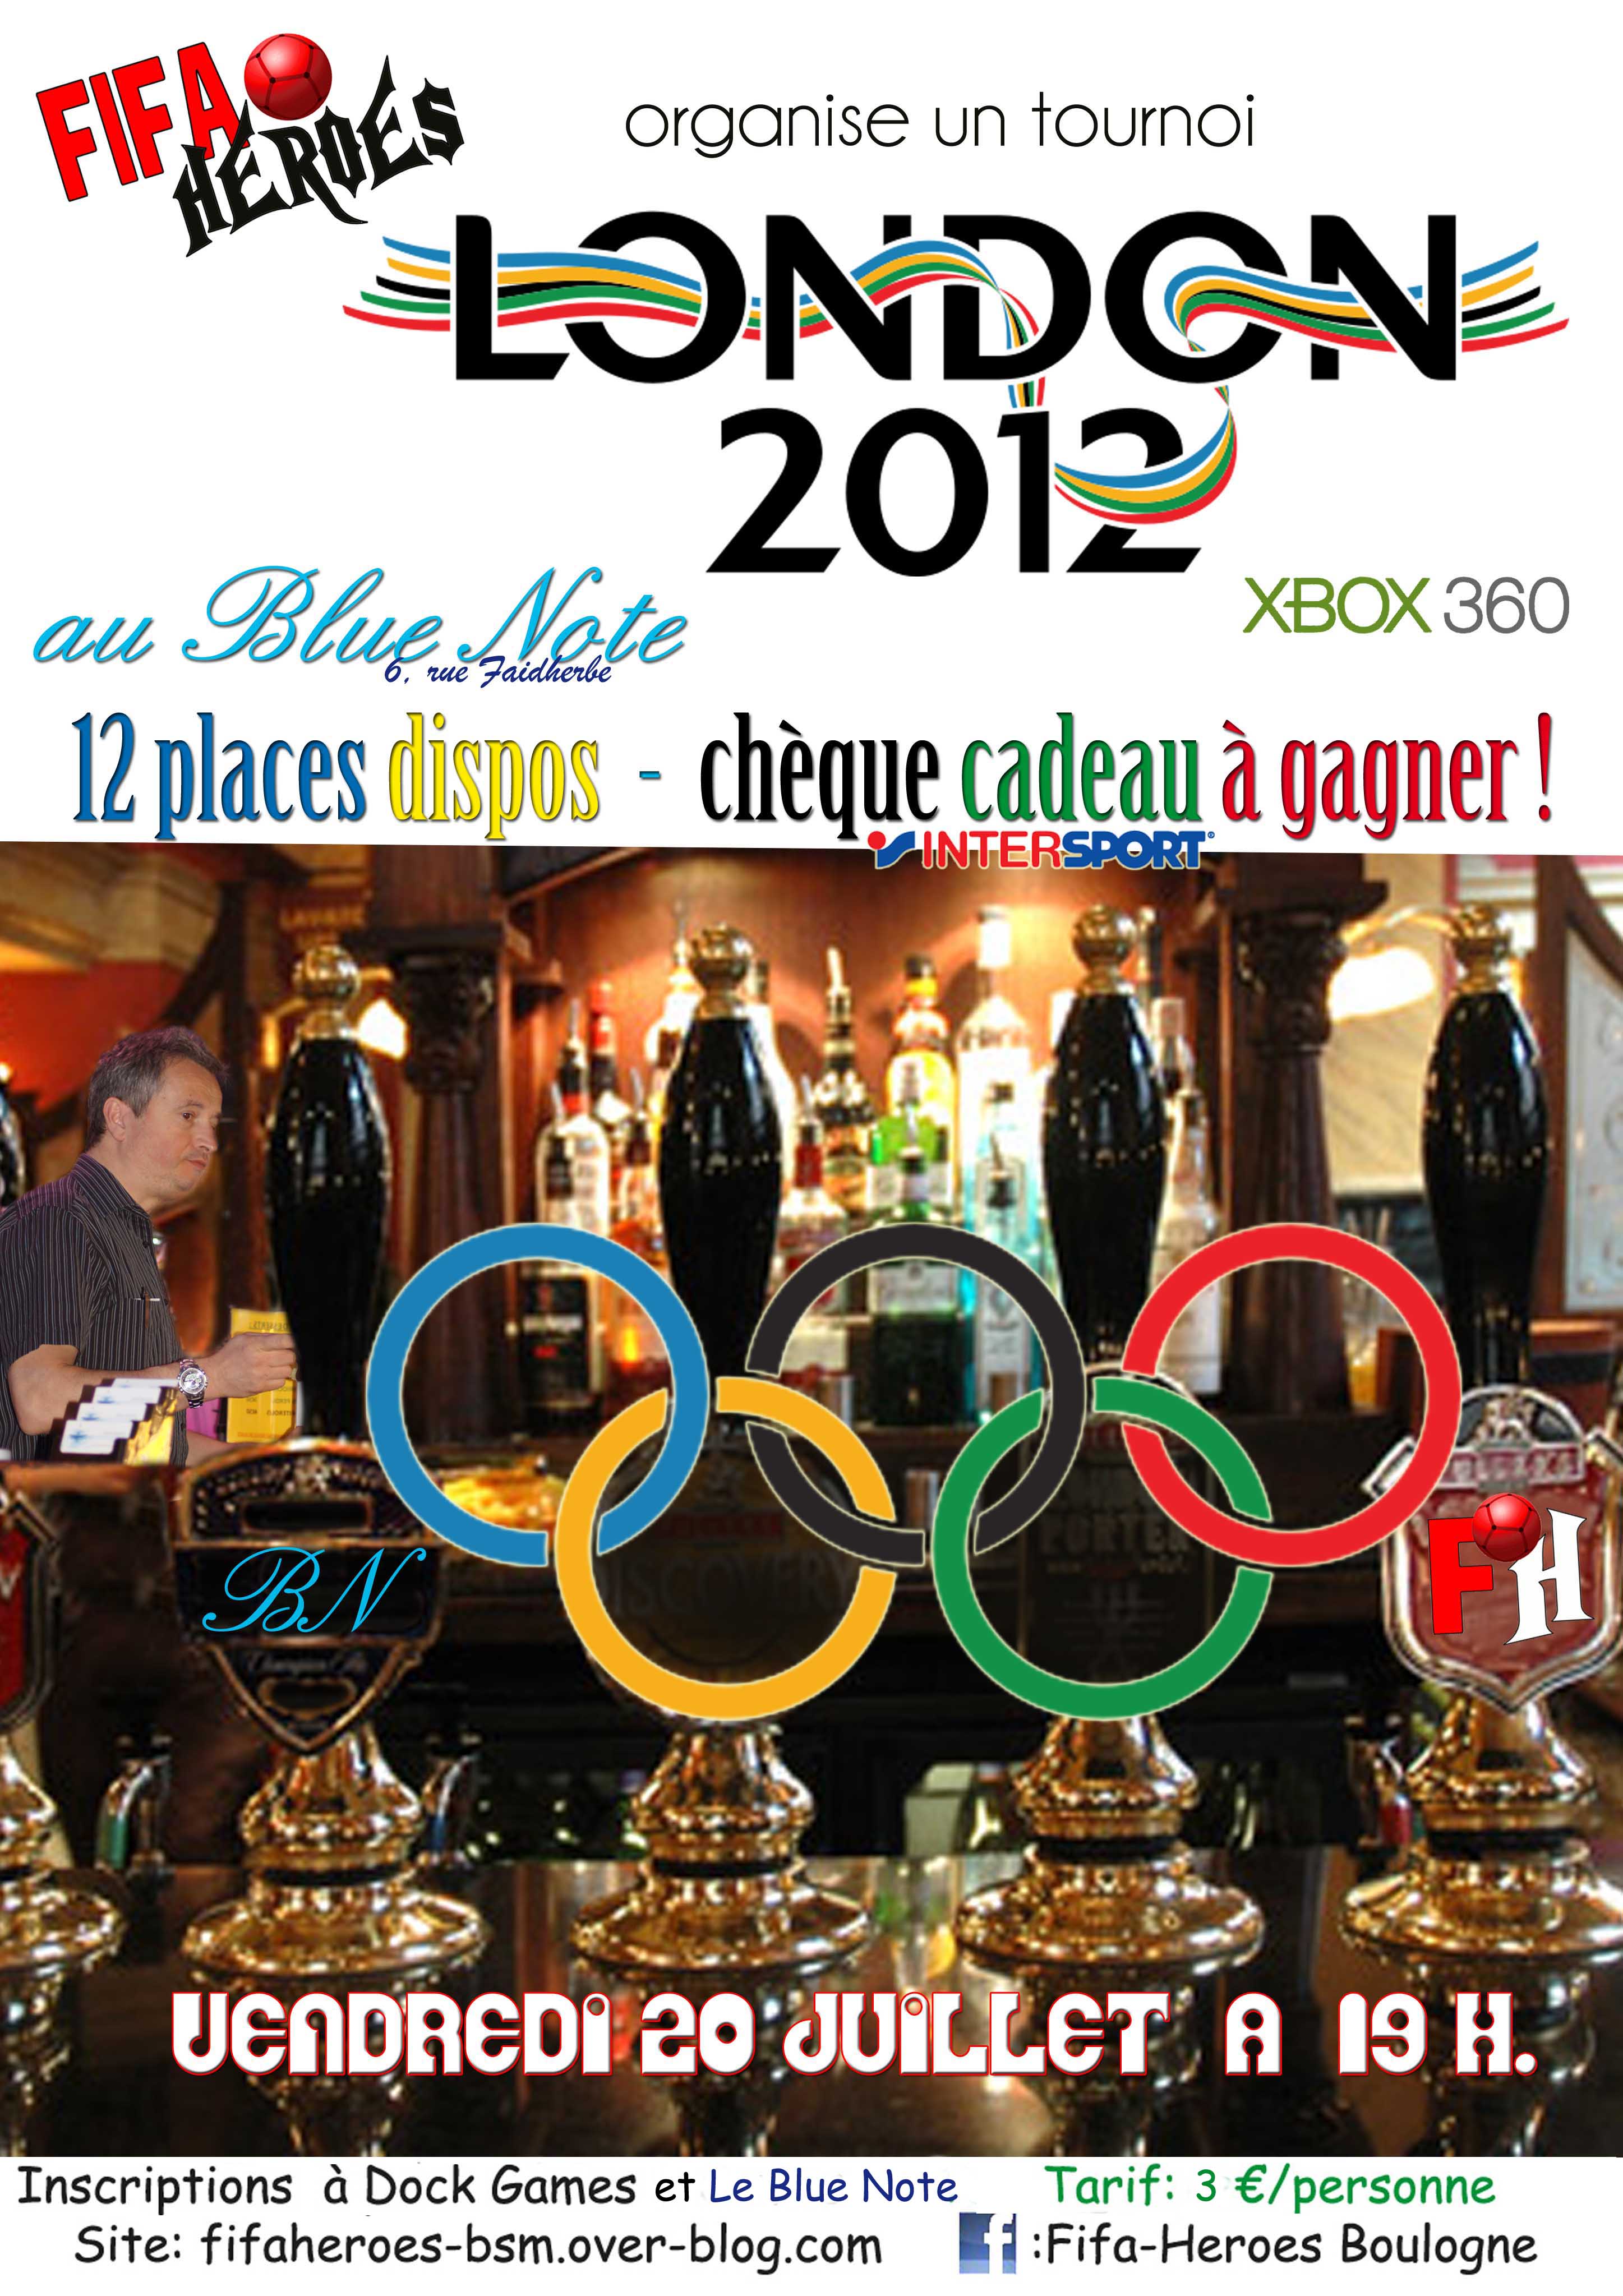 FIFA HEROES
organise un tournoi
LONDON
2012
au Blue Note
6, rue Faidherbe
XBOX 360
12 places dispos - chèque cadeau à gagner !
INTERSPORT
BN
PORTER
FH
VENDREDI 20 JUILLET A 19 H.
Inscriptions à Dock Games et Le Blue Note
Tarif: 3 €/personne
Site: fifaheroes-bsm.over-blog.com
f :Fifa-Heroes Boulogne